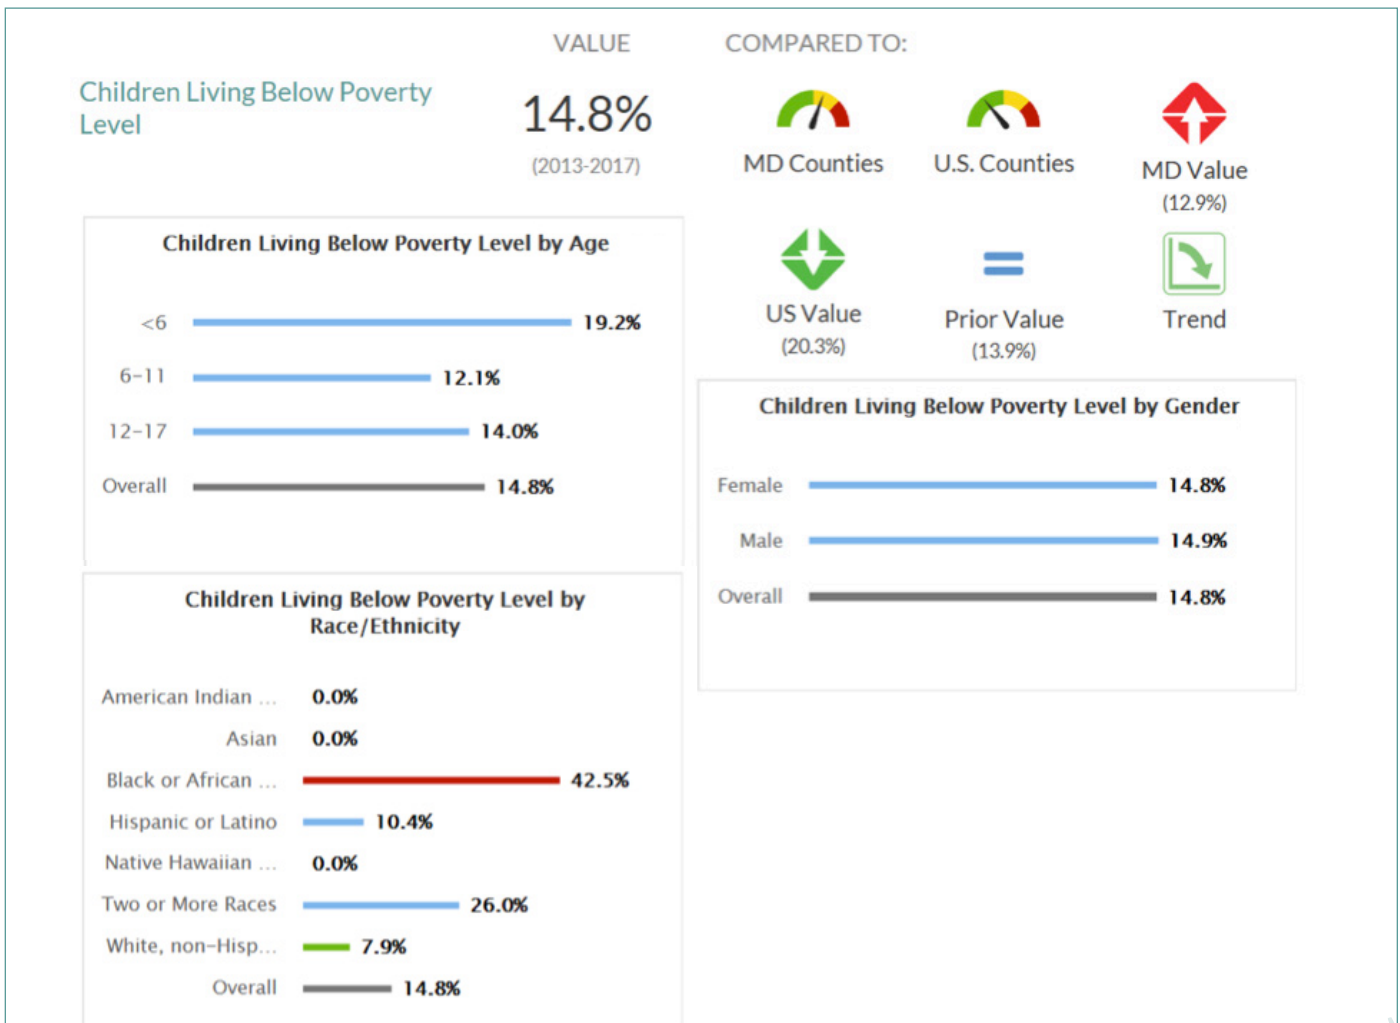 VALUE
COMPARED TO:
Children Living Below Poverty
Level
14.8%
(2013-2017)
MD Counties
U.S. Counties
MD Value
(12.9%)
US Value
(20.3%)
Prior Value
(13.9%)
Trend
Children Living Below Poverty Level by Age
<6 19.2%
6-11 12.1%
12-17 14.0%
Overall 14.8%
Children Living Below Poverty Level by Gender
Female 14.8%
Male 14.9%
Overall 14.8%
Children Living Below Poverty Level by
Race/Ethnicity
American Indian ... 0.0%
Asian 0.0%
Black or African ... 42.5%
Hispanic or Latino 10.4%
Native Hawaiian ... 0.0%
Two or More Races 26.0%
White, non-Hisp... 7.9%
Overall 14.8%